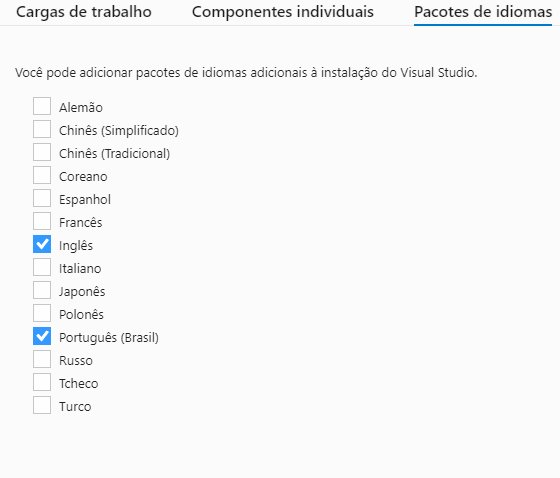 Cargas de trabalho Componentes individuais Pacotes de idiomas
Você pode adicionar pacotes de idiomas adicionais à instalação do Visual Studio.
Alemão
Chinês (Simplificado)
Chinês (Tradicional)
Coreano
Espanhol
Francês
Inglês
Italiano
Japonês
Polonês
Português (Brasil)
Russo
Tcheco
Turco